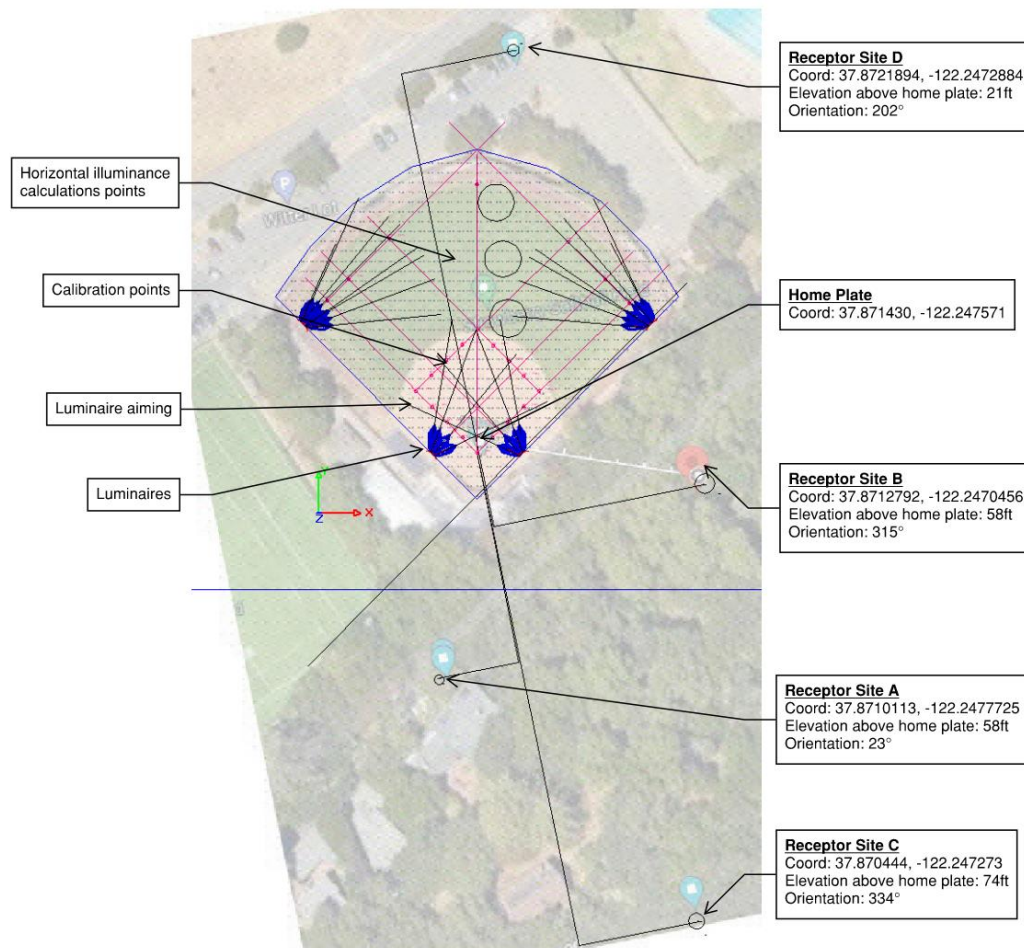 Receptor Site D
Coord: 37.8721894, -122.2472884
Elevation above home plate: 21ft
Orientation: 202°
Horizontal illuminance
calculations points
P
Calibration points
Home Plate
Coord: 37.871430, -122.247571
Luminaire aiming
Luminaires
Y
Z
X
Receptor Site B
Coord: 37.8712792, -122.2470456
Elevation above home plate: 58ft
Orientation: 315°
Receptor Site A
Coord: 37.8710113, -122.2477725
Elevation above home plate: 58ft
Orientation: 23°
Receptor Site C
Coord: 37.870444, -122.247273
Elevation above home plate: 74ft
Orientation: 334°